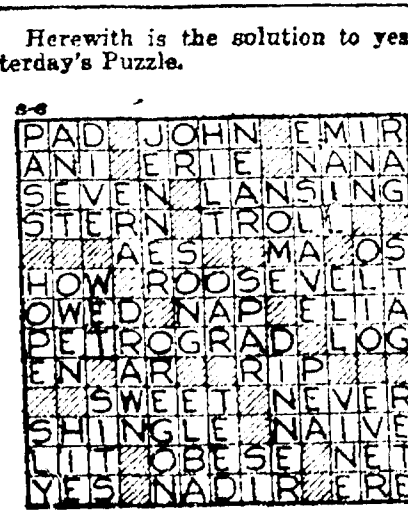 Herewith is the solution to yes
terday's Puzzle.
PAD JOHN EMIR
ANI ERIE NANA
SEVEN LANSING
STERN TROLL
AES MA OS
HOW ROOSEVELT
OWED NAP ELIA
PETROGRAD LOG
EN AR RIP
SWEET NEVER
SHINGLE NAIVE
LIT OBESE NET
YES NADIR ERE